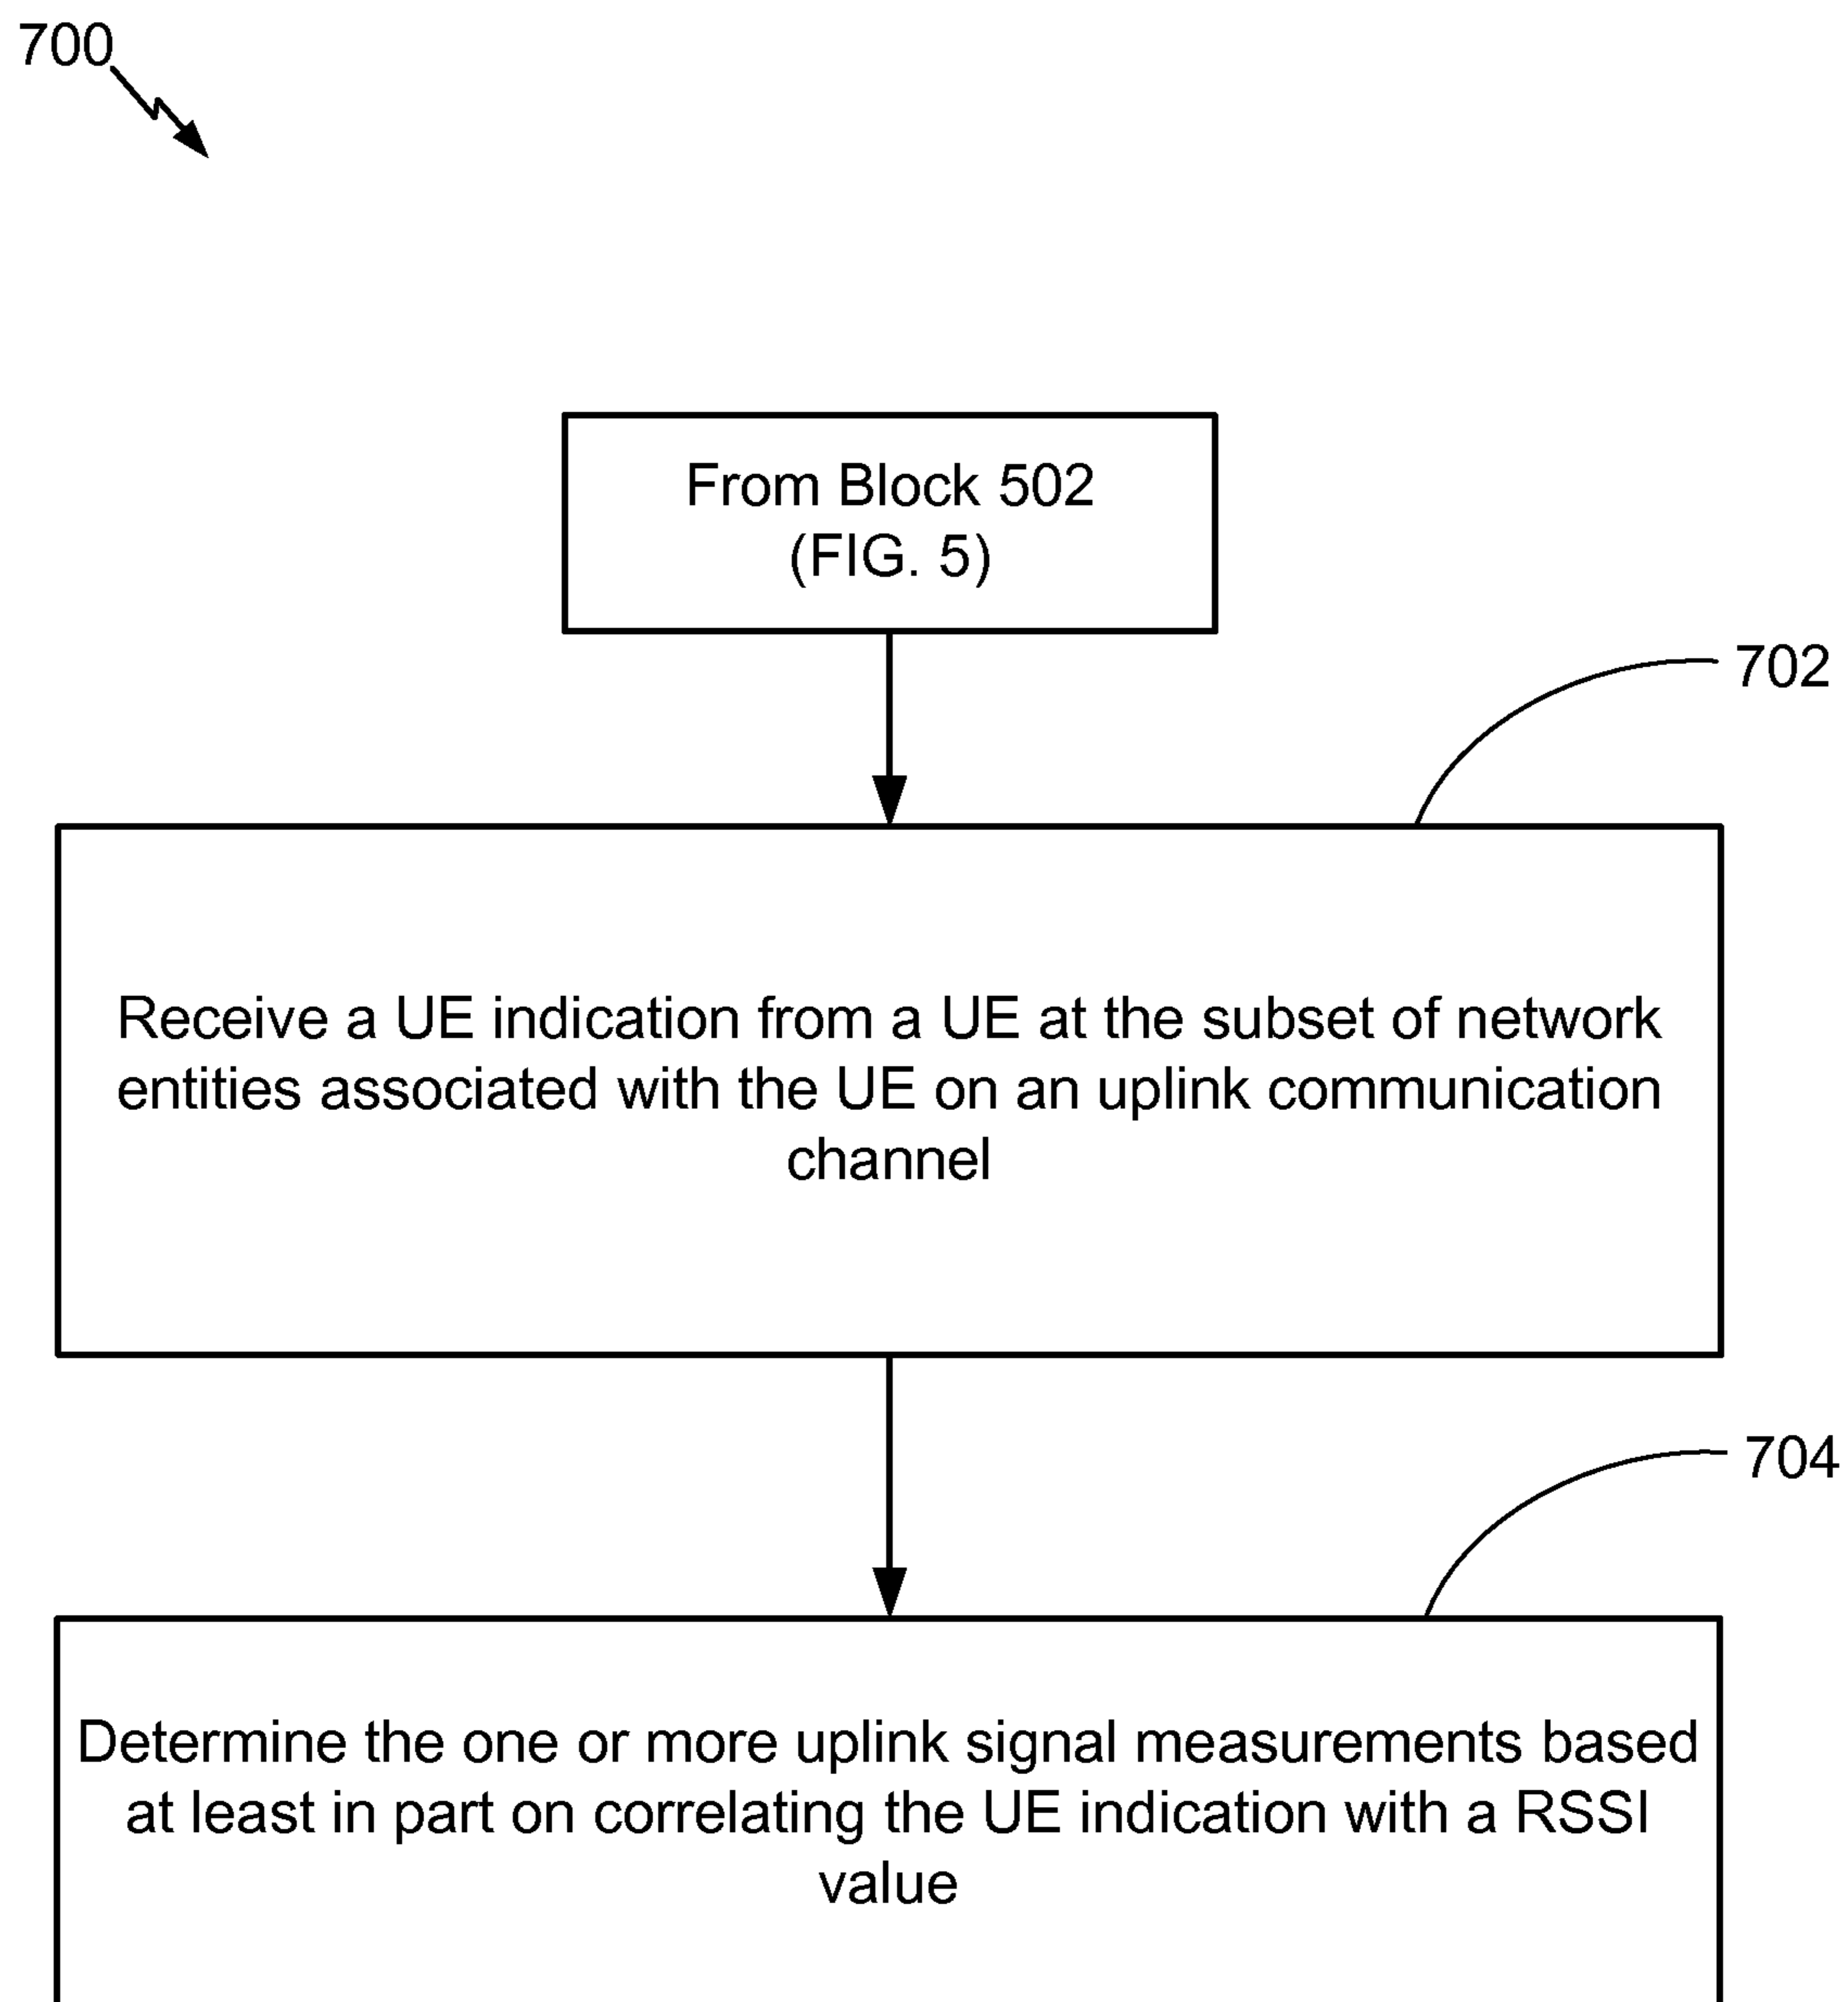 700
From Block 502
(FIG. 5)
702
Receive a UE indication from a UE at the subset of network
entities associated with the UE on an uplink communication
channel
704
Determine the one or more uplink signal measurements based
at least in part on correlating the UE indication with a RSSI
value